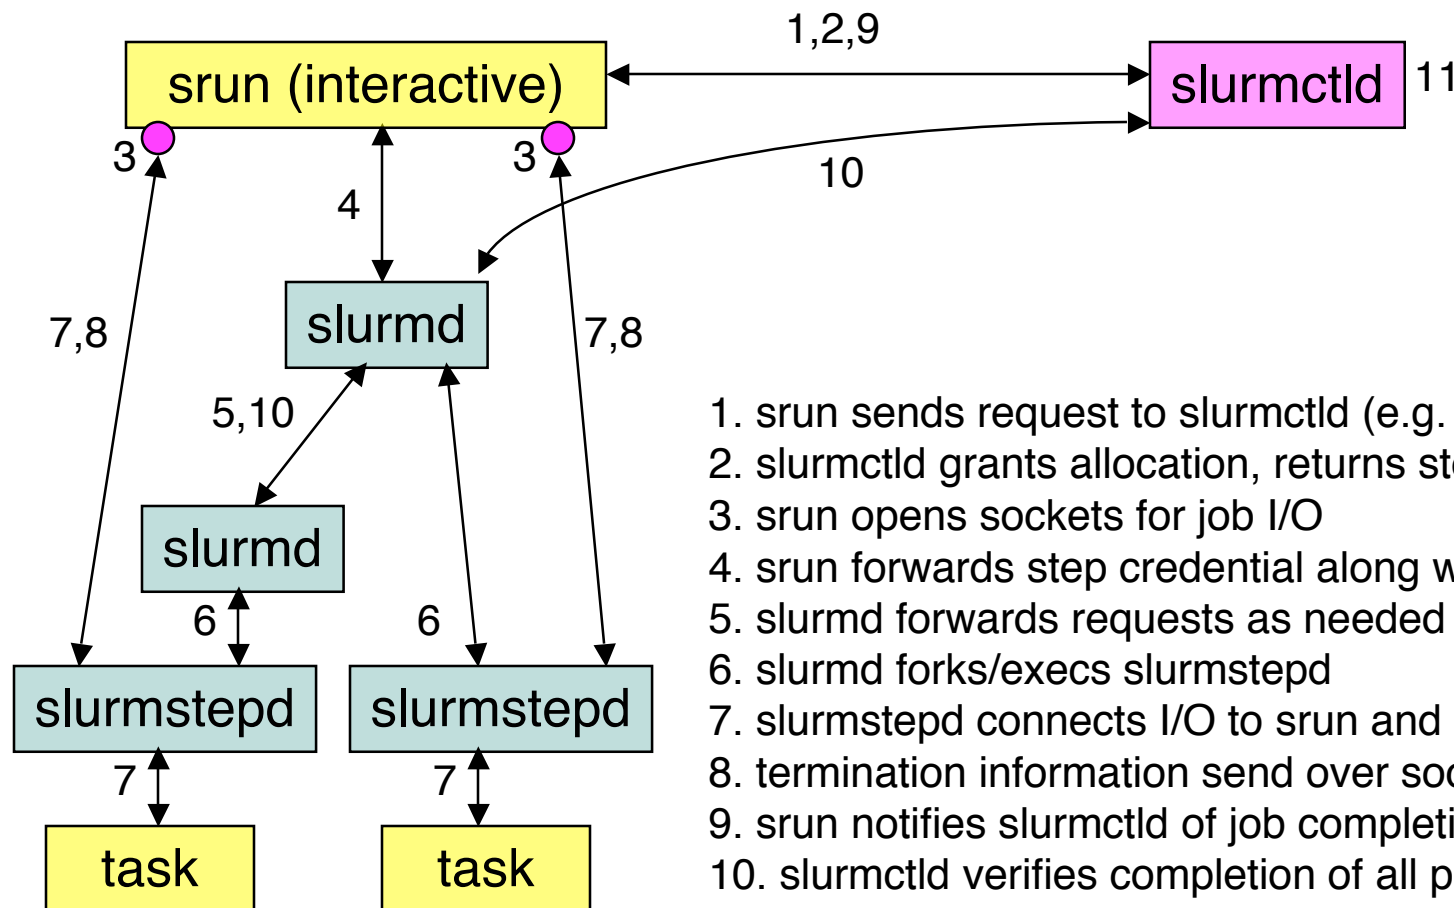 1,2,9
srun (interactive)
slurmctld
11
3
3
10
4
slurmd
7,8
7,8
5,10
slurmd
6
6
slurmstepd
slurmstepd
7
7
task
task
1. srun sends request to slurmctld (e.g.
2. slurmctld grants allocation, returns
3. srun opens sockets for job I/O
4. srun forwards step credential along
5. slurmd forwards requests as needed
6. slurmd forks/execs slurmstepd
7. slurmstepd connects I/O to srun and
8. termination information send over
9. srun notifies slurmctld of job
10. slurmctld verifies completion of all